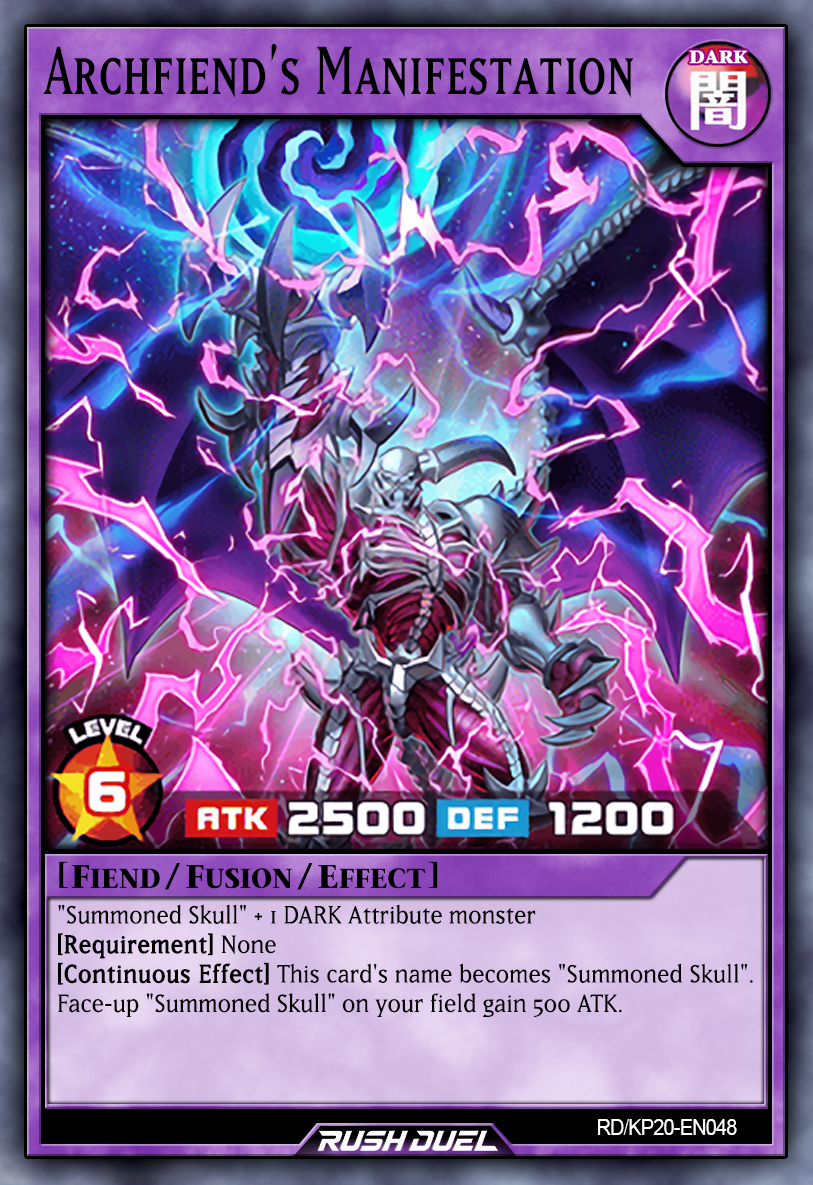 Archfiend's Manifestation
DARK
闇
LEVEL
6
ATK 2500 DEF 1200
[Fiend / Fusion / Effect]
"Summoned Skull" + 1 DARK Attribute monster
[Requirement] None
[Continuous Effect] This card's name becomes "Summoned Skull".
Face-up "Summoned Skull" on your field gain 500 ATK.
RD/KP20-EN048
RUSH DUEL